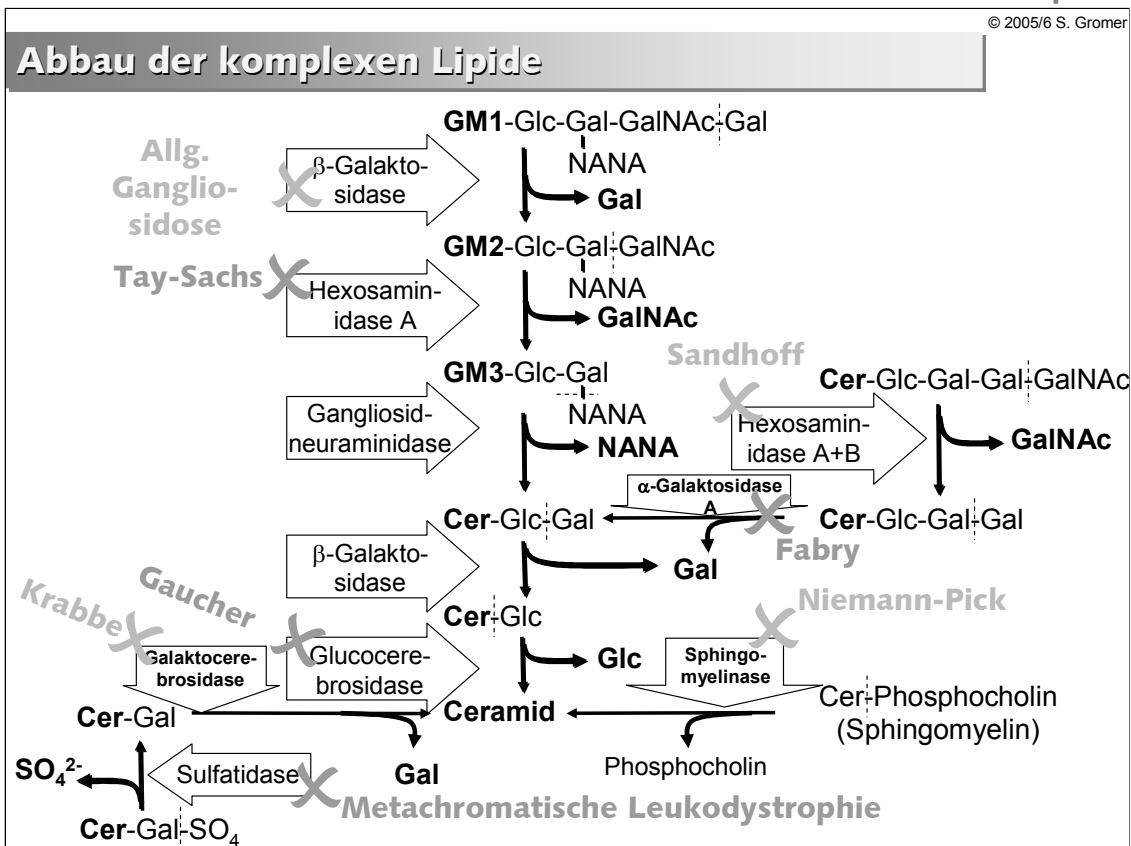 © 2005/6 S. Gromer
Abbau der komplexen Lipide
GM1-Glc-Gal-GalNAc-Gal
NANA
Gal
Allg.
Ganglio-
sidose
β-Galakto-
sidase
GM2-Glc-Gal-GalNAc
NANA
GalNAc
Tay-Sachs
Hexosamin-
idase A
GM3-Glc-Gal
NANA
NANA
Gangliosid-
neuraminidase
Sandhoff
Cer-Glc-Gal-Gal-GalNAc
Hexosamin-
idase A+B
GalNAc
α-Galaktosidase
A
Cer-Glc-Gal
Cer-Glc-Gal-Gal
Fabry
Gal
β-Galakto-
sidase
Cer-Glc
Niemann-Pick
Krabbe
Gaucher
Galaktocere-
brosidase
Glucocere-
brosidase
Glc
Sphingo-
myelinase
Cer-Gal
Ceramid
Cer-Phosphocholin
(Sphingomyelin)
Gal
Phosphocholin
SO₄²⁻
Sulfatidase
Metachromatische Leukodystrophie
Cer-Gal-SO₄